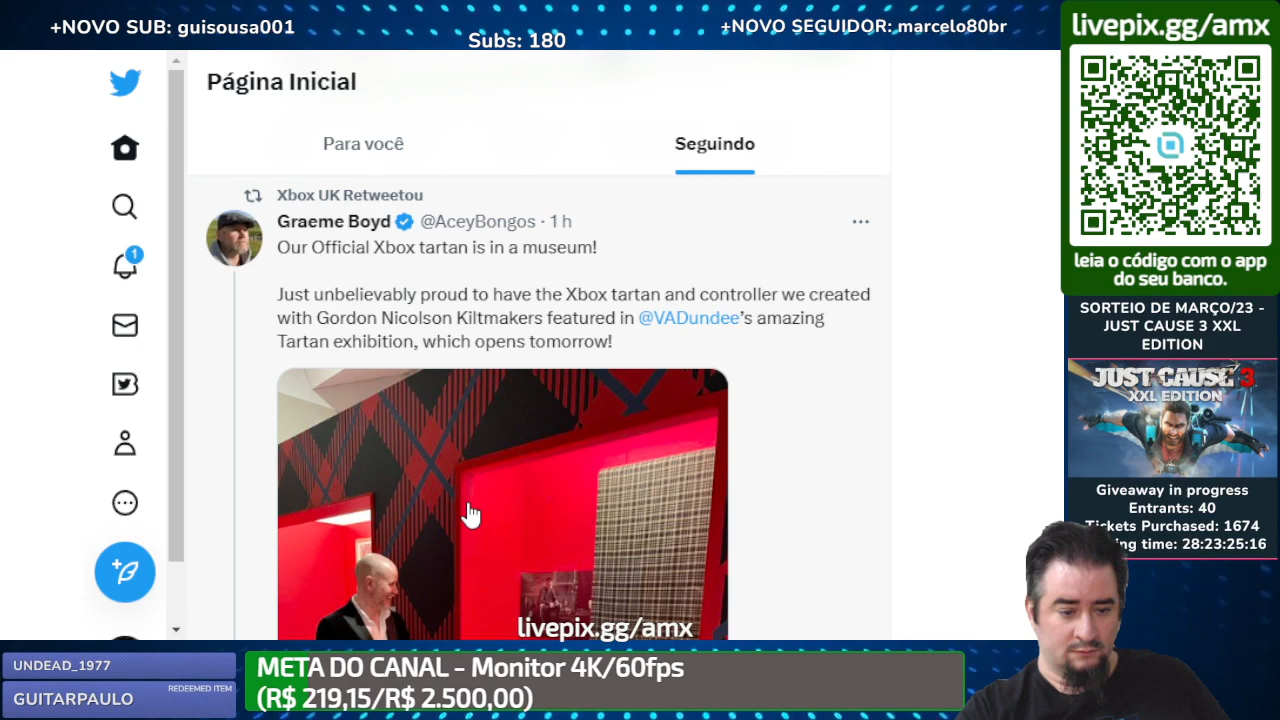 +NOVO SUB: guisousa001
Subs: 180
+NOVO SEGUIDOR: marcelo80br
livepix.gg/amx
leia o código com o app
do seu banco.
Página Inicial
Para você
Seguindo
Xbox UK Retweetou
Graeme Boyd @AceyBongos · 1 h
Our Official Xbox tartan is in a museum!
Just unbelievably proud to have the Xbox tartan and controller we created
with Gordon Nicolson Kiltmakers featured in @VADundee's amazing
Tartan exhibition, which opens tomorrow!
1
SORTEIO DE MARÇO/23 -
JUST CAUSE 3 XXL
EDITION
JUST CAUSE 3
XXL EDITION
Giveaway in progress
Entrants: 40
Tickets Purchased: 1674
time: 28:23:25:16
livepix.gg/amx
UNDEAD_1977
REDEEMED ITEM
GUITARPAULO
META DO CANAL - Monitor 4K/60fps
(R$ 219,15/R$ 2.500,00)